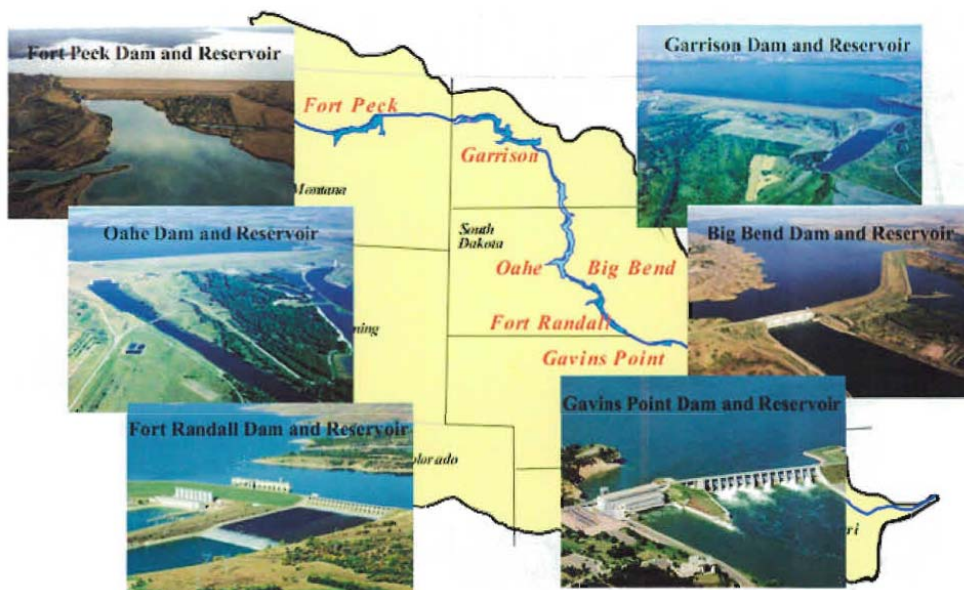 Fort Peck Dam and Reservoir
Garrison Dam and Reservoir
Fort Peck
Garrison
Montana
Oahe Dam and Reservoir
South
Dakota
Big Bend Dam and Reservoir
Oahe
Big Bend
ning
Fort Randall
Gavins Point
Gavins Point Dam and Reservoir
Fort Randall Dam and Reservoir
olorado
ri